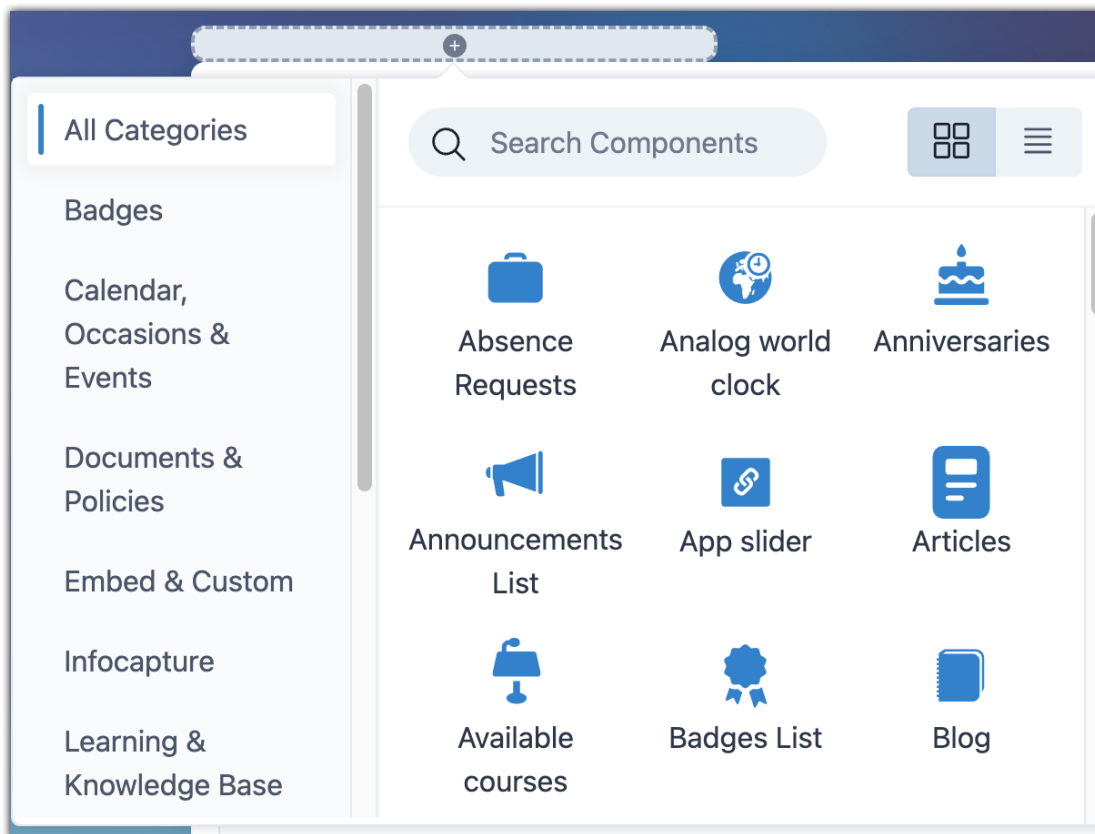 All Categories
Badges
Calendar,
Occasions &
Events
Documents &
Policies
Embed & Custom
Infocapture
Learning &
Knowledge Base
Search Components
Absence
Requests
Analog world
clock
Anniversaries
Announcements
List
App slider
Articles
Available
courses
Badges List
Blog